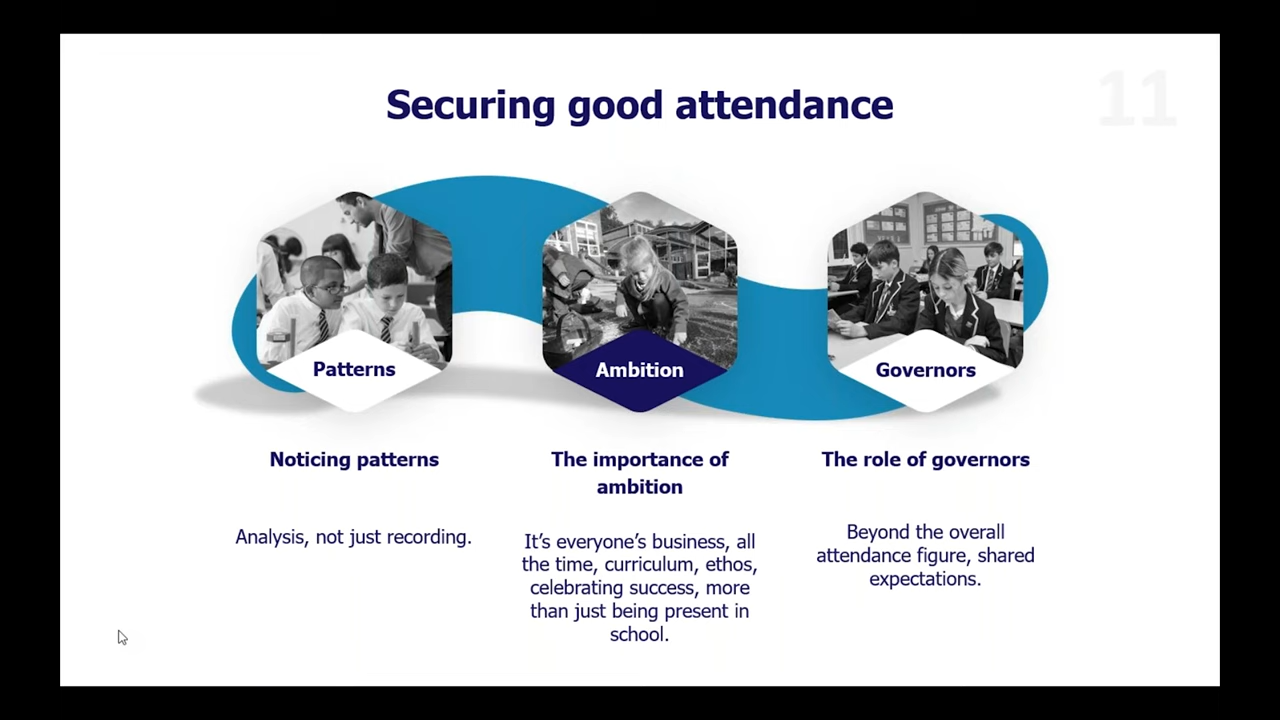 Securing good attendance
11
Patterns
Ambition
Governors
Noticing patterns
Analysis, not just recording.
The importance of
ambition
It’s everyone’s business, all
the time, curriculum, ethos,
celebrating success, more
than just being present in
school.
The role of governors
Beyond the overall
attendance figure, shared
expectations.